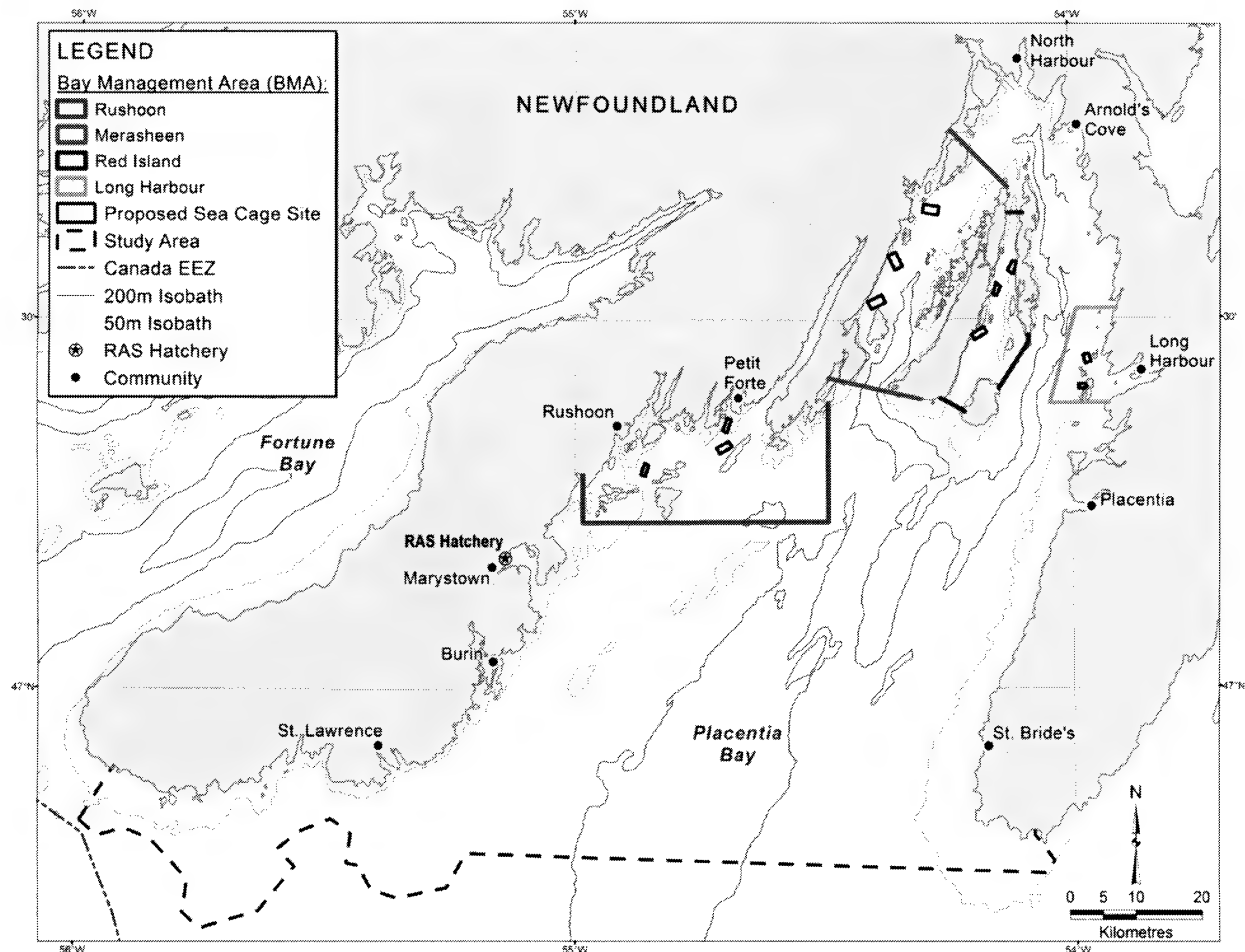 56°W
55°W
54°W
LEGEND
Bay Management Area (BMA):
Rushoon
Merasheen
Red Island
Long Harbour
Proposed Sea Cage Site
Study Area
Canada EEZ
200m Isobath
50m Isobath
RAS Hatchery
Community
NEWFOUNDLAND
North
Harbour
Arnold's
Cove
30'
30'
Long
Harbour
Petit
Forte
Rushoon
Fortune
Bay
Placentia
RAS Hatchery
Marystown
Burin
47°N
47°N
St. Lawrence
Placentia
Bay
St. Bride's
N
0 5 10 20
Kilometres
56°W
55°W
54°W